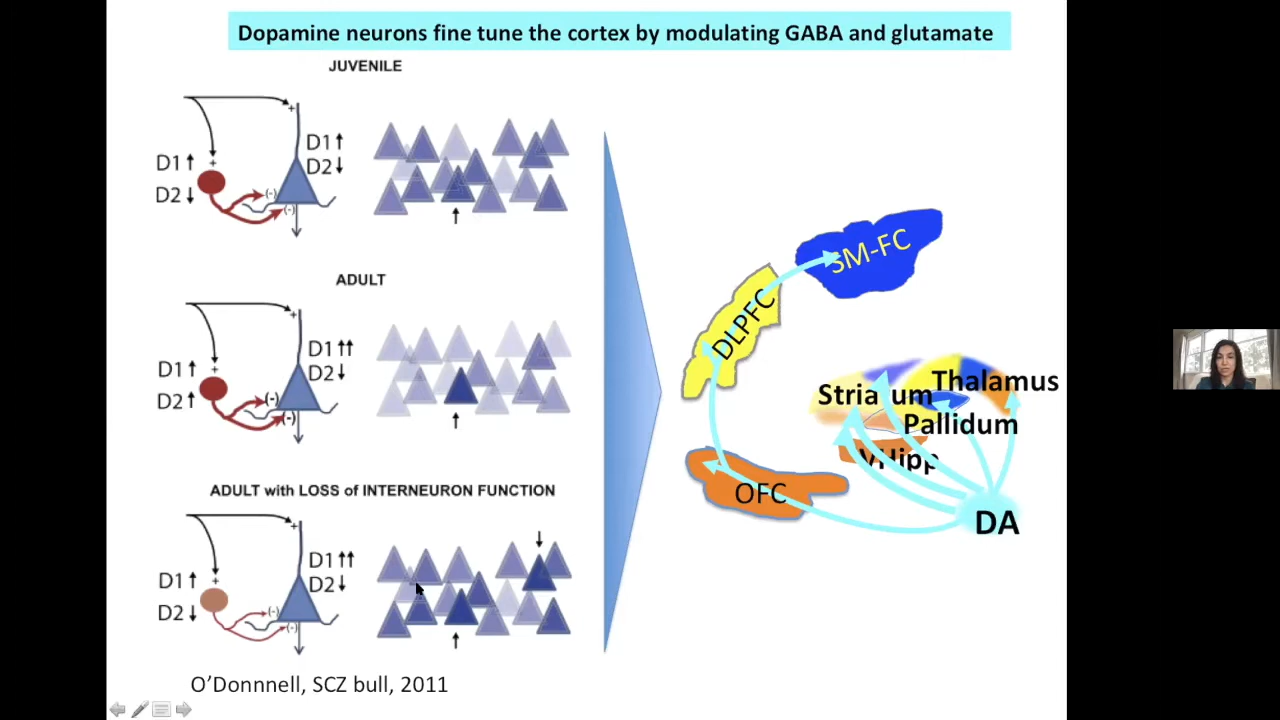 Dopamine neurons fine tune the cortex by modulating GABA and glutamate
JUVENILE
+
D1↑
D2↓
D1↑
+
D2↓
(-)
(-)
ADULT
+
D1↑↑
D2↓
D1↑
+
D2↑
(-)
(-)
ADULT with LOSS of INTERNEURON FUNCTION
+
D1↑↑
D2↓
D1↑
+
D2↓
(-)
(-)
O'Donnnell, SCZ bull, 2011
SM-FC
DLPFC
OFC
Thalamus
Striatum
Pallidum
VHipp
DA